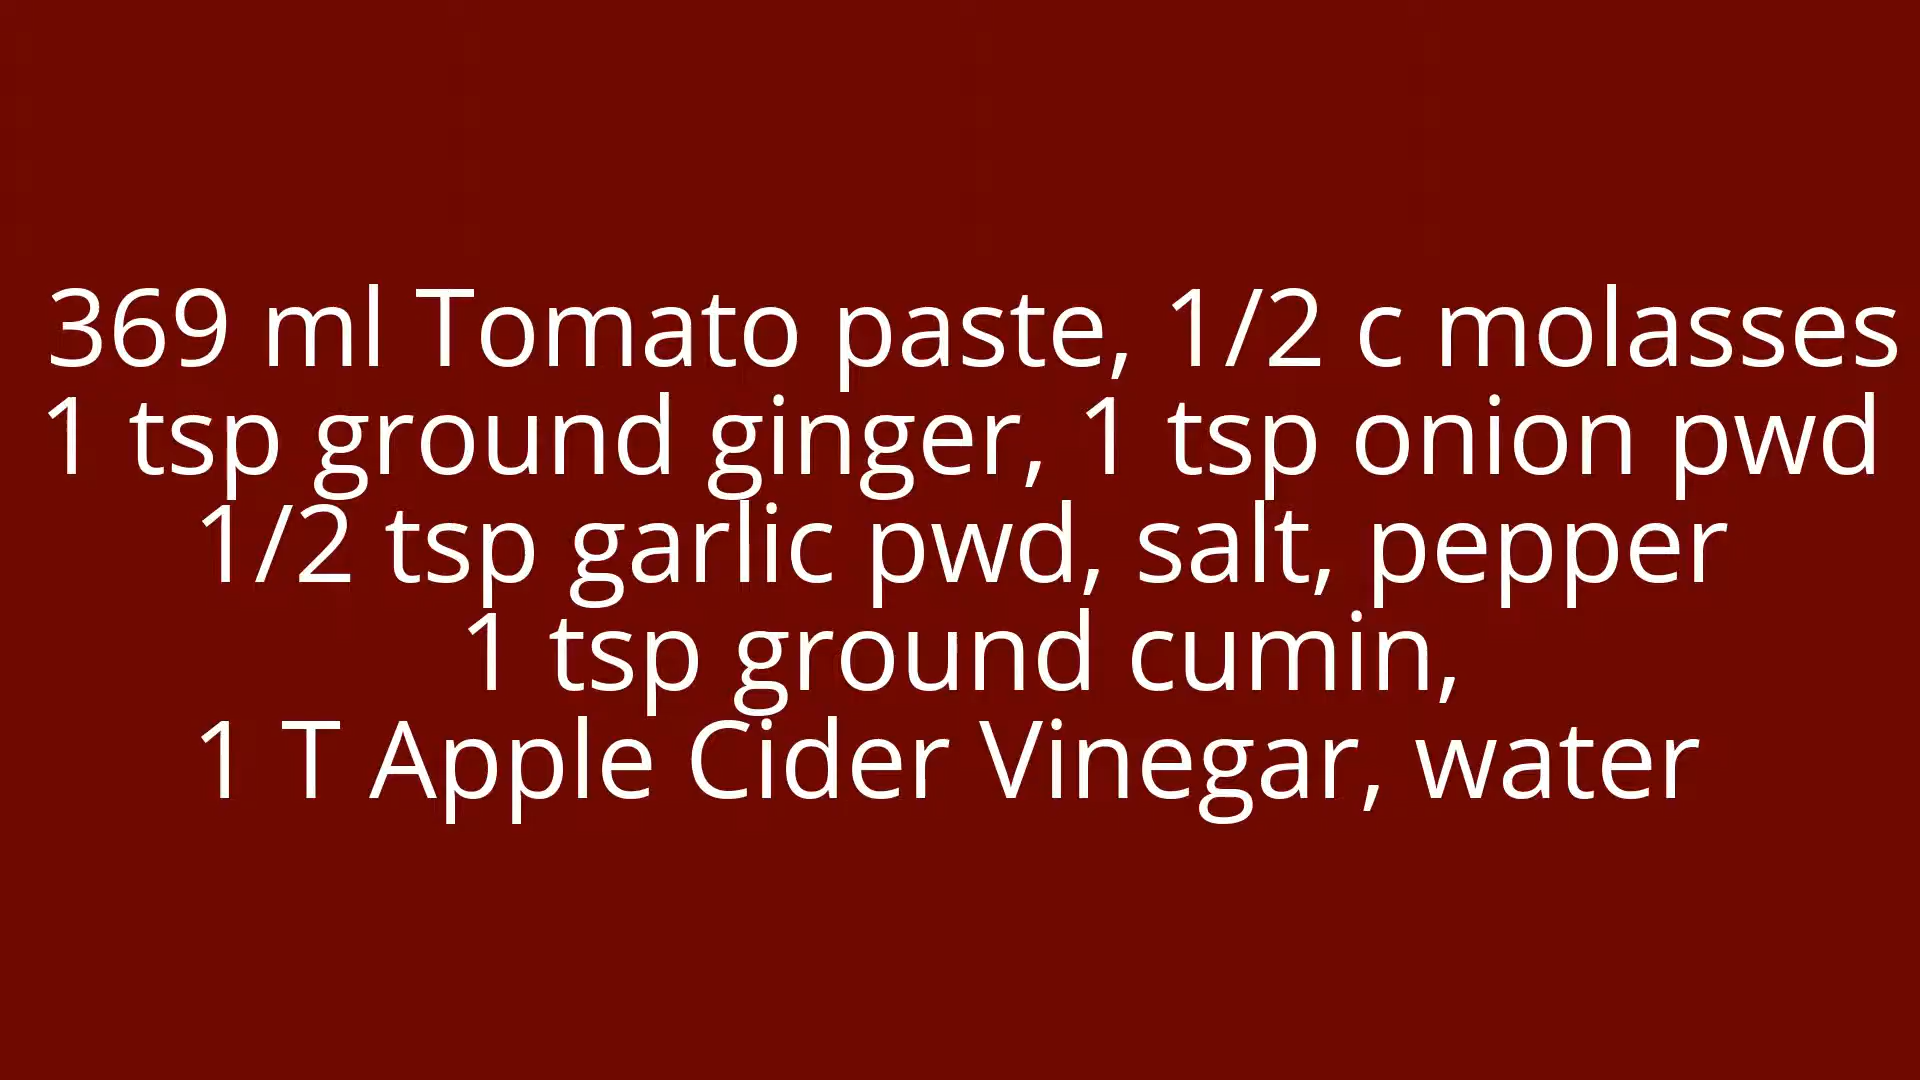 369 ml Tomato paste, 1/2 c molasses
1 tsp ground ginger, 1 tsp onion pwd
1/2 tsp garlic pwd, salt, pepper
1 tsp ground cumin,
1 T Apple Cider Vinegar, water